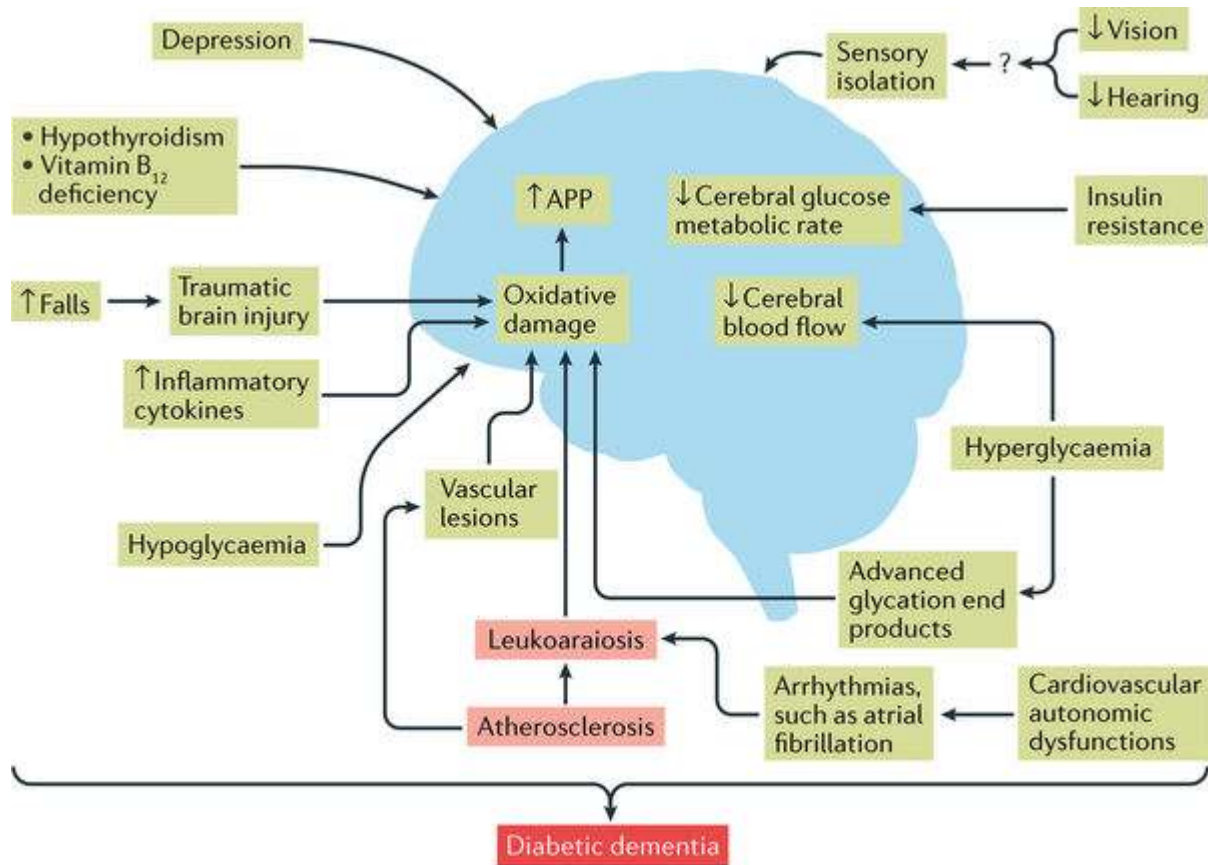 Depression
Sensory
isolation
?
↓Vision
↓Hearing
• Hypothyroidism
• Vitamin B₁₂
deficiency
↑APP
↓Cerebral glucose
metabolic rate
Insulin
resistance
↑Falls
Traumatic
brain injury
Oxidative
damage
↓Cerebral
blood flow
↑Inflammatory
cytokines
Hyperglycaemia
Vascular
lesions
Hypoglycaemia
Advanced
glycation end
products
Leukoaraiosis
Atherosclerosis
Arrhythmias,
such as atrial
fibrillation
Cardiovascular
autonomic
dysfunctions
Diabetic dementia